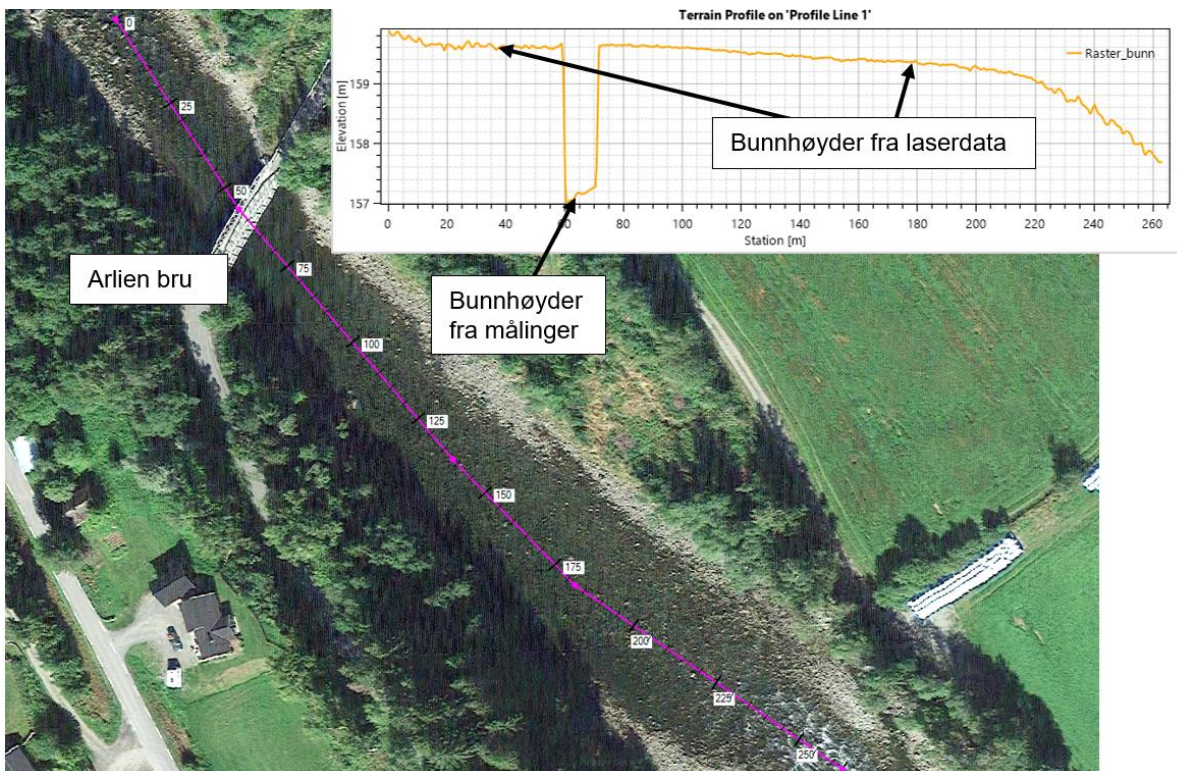 Terrain Profile on 'Profile Line 1'
Raster_bunn
Elevation [m]
159
158
157
0 20 40 60 80 100 120 140 160 180 200 220 240 260
Station [m]
Bunnhøyder fra laserdata
Bunnhøyder
fra målinger
Arlien bru
0
25
50
75
100
125
150
175
200
225
250